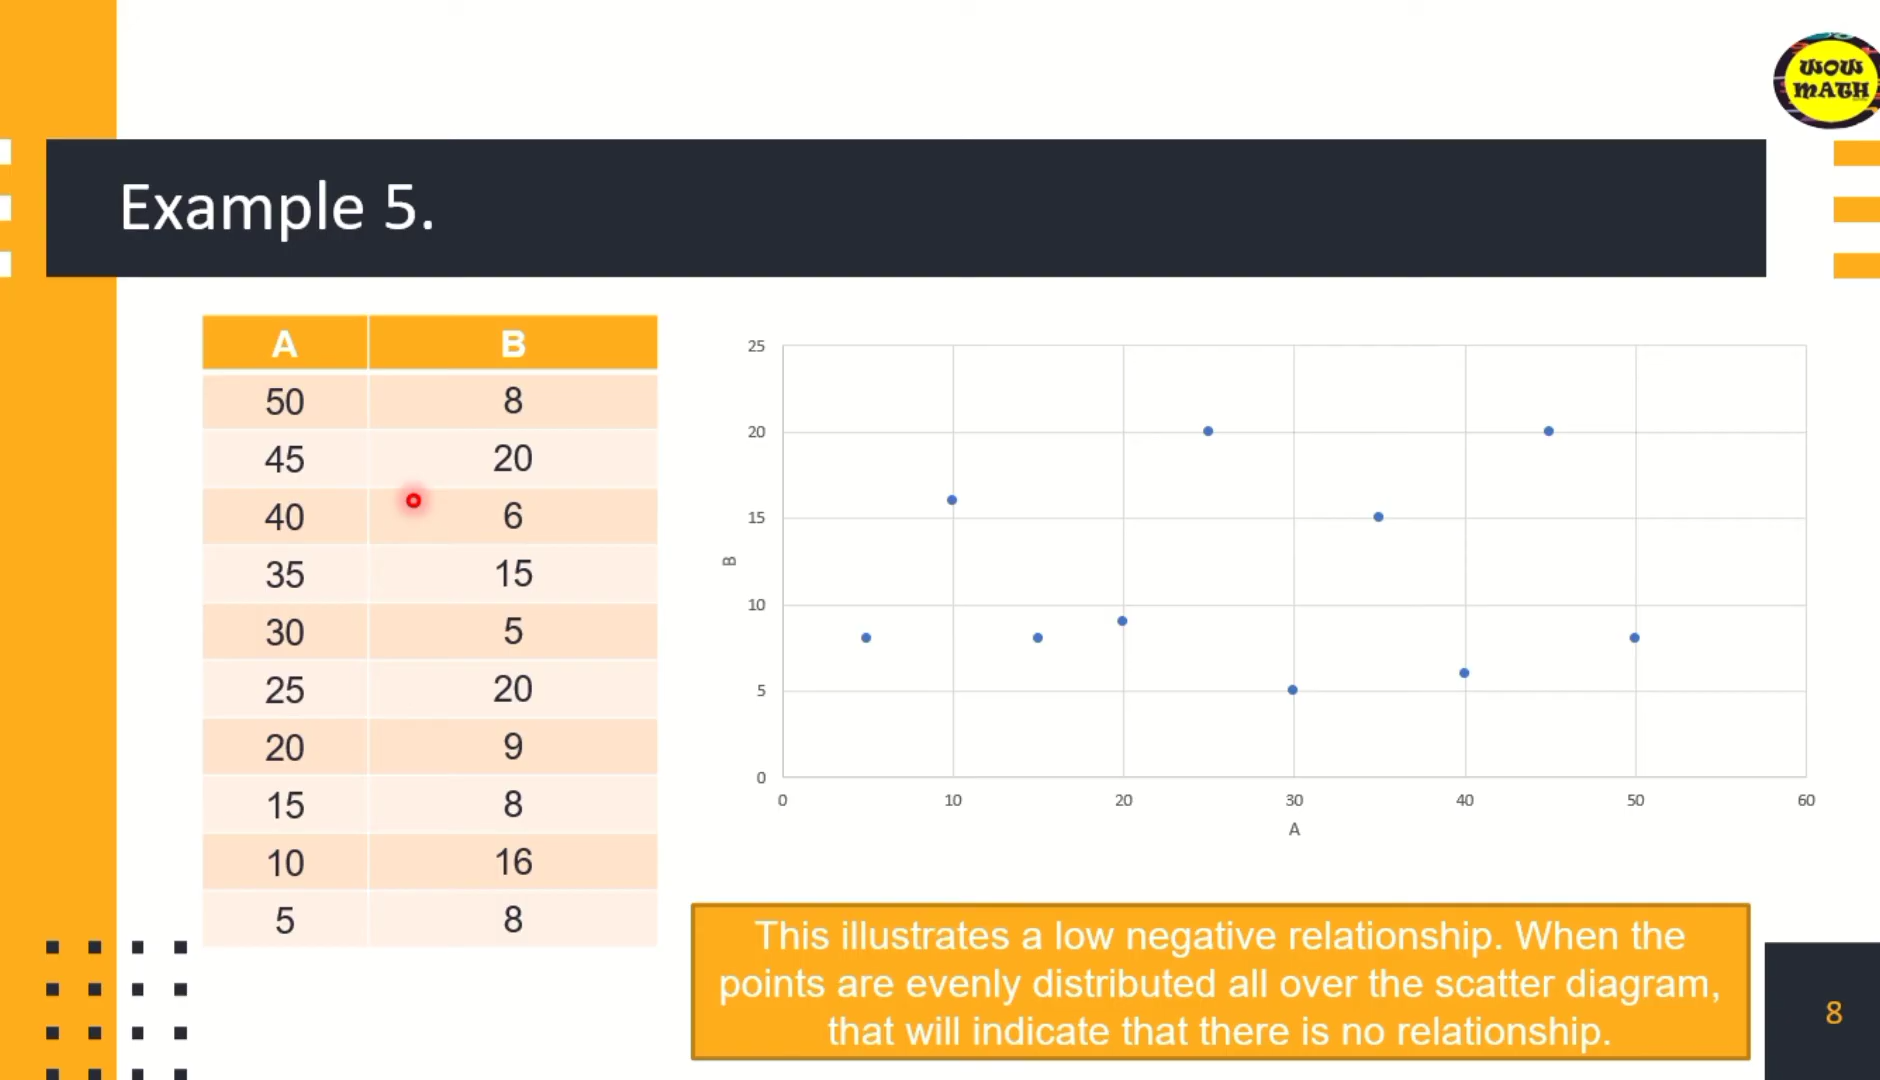 WOW
MATH
Example 5.
A B
50 8
45 20
40 6
35 15
30 5
25 20
20 9
15 8
10 16
5 8
25
20
15
10
5
0
B
0 10 20 30 40 50 60
A
This illustrates a low negative relationship. When the
points are evenly distributed all over the scatter diagram,
that will indicate that there is no relationship.
8